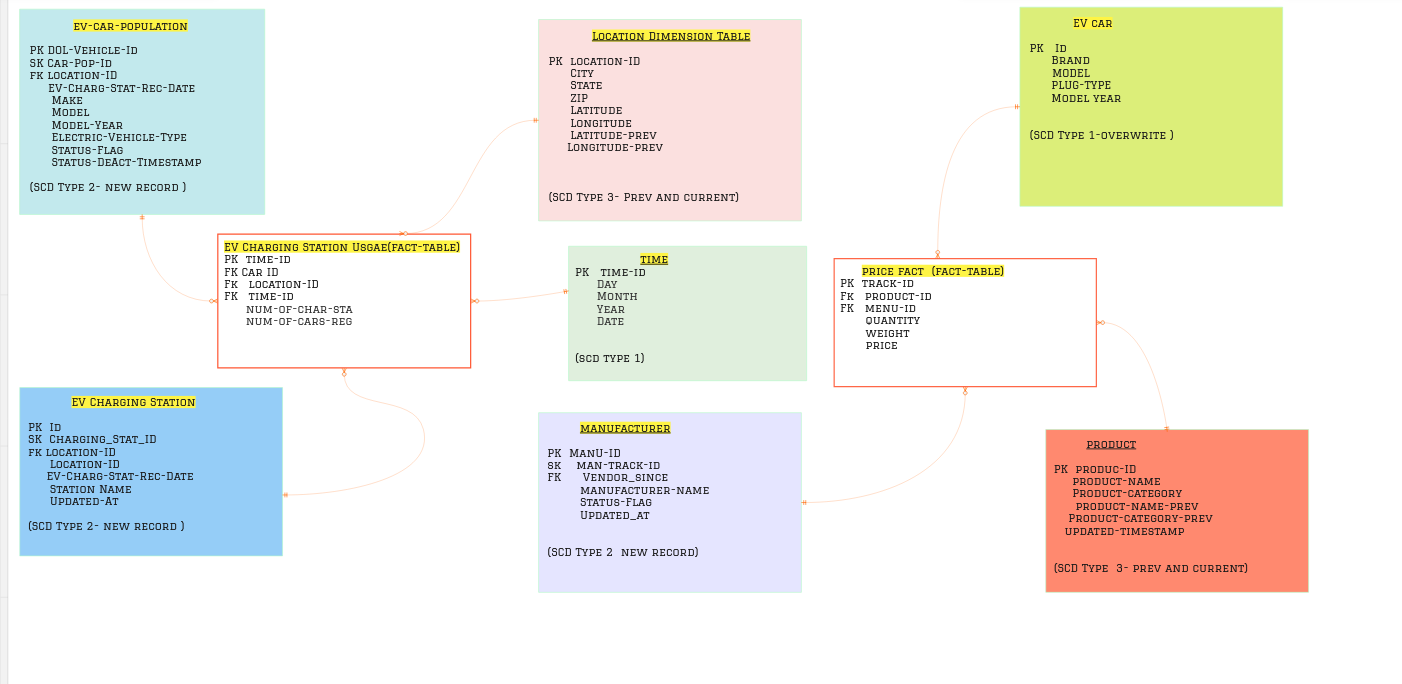 EV-CAR-POPULATION
PK DOL-Vehicle-Id
SK Car-Pop-Id
FK LOCATION-ID
EV-Charg-Stat-Rec-Date
Make
Model
Model-Year
Electric-Vehicle-Type
Status-Flag
Status-DeAct-Timestamp
(SCD Type 2- new record )
Location Dimension Table
PK LOCATION-ID
City
State
ZIP
Latitude
Longitude
Latitude-prev
Longitude-prev
(SCD Type 3- Prev and current)
EV car
PK Id
Brand
MODEL
PLUG-TYPE
Model year
(SCD Type 1-overwrite )
EV Charging Station Usgae(FACT-TABLE)
PK TIME-ID
FK Car ID
FK LOCATION-ID
FK TIME-ID
NUM-OF-CHAR-STA
NUM-OF-CARS-REG
TIME
PK TIME-ID
Day
Month
Year
Date
(SCD TYPE 1)
PRICE FACT (FACT-TABLE)
PK TRACK-ID
FK PRODUCT-ID
FK MENU-ID
QUANTITY
WEIGHT
PRICE
EV Charging Station
PK Id
SK Charging_Stat_ID
FK LOCATION-ID
Location-ID
EV-Charg-Stat-Rec-Date
Station Name
Updated-At
(SCD Type 2- new record )
MANUFACTURER
PK ManU-ID
SK MAN-TRACK-ID
FK Vendor_since
MANUFACTURER-NAME
Status-Flag
Updated_at
(SCD Type 2 new record)
PRODUCT
PK PRODUC-ID
PRODUCT-NAME
Product-category
PRODUCT-NAME-PREV
Product-category-PREV
UPDATED-TIMESTAMP
(SCD Type 3- prev and current)